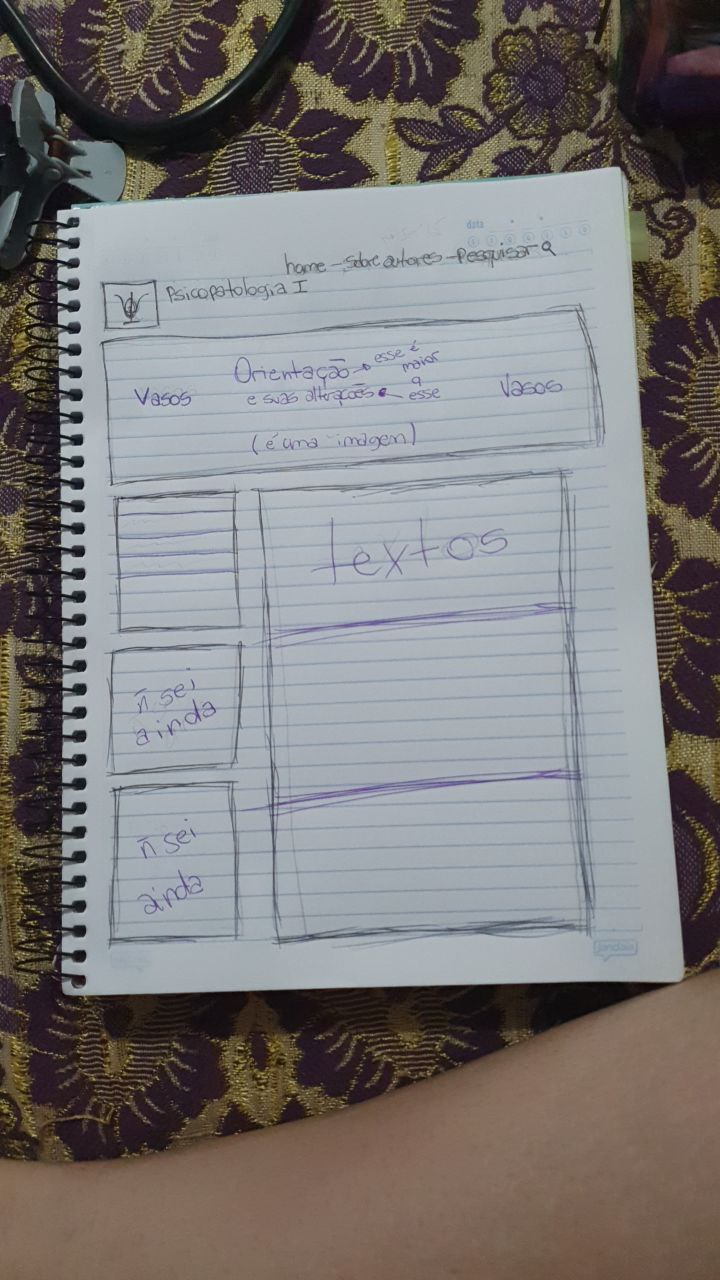 data
home - sobre autores - Pesquisar
Psicopatologia I
Orientação → esse é
maior
q
esse
e suas alterações
Vasos
Vasos
(é uma imagen)
textos
ñ sei
ainda
ñ sei
ainda